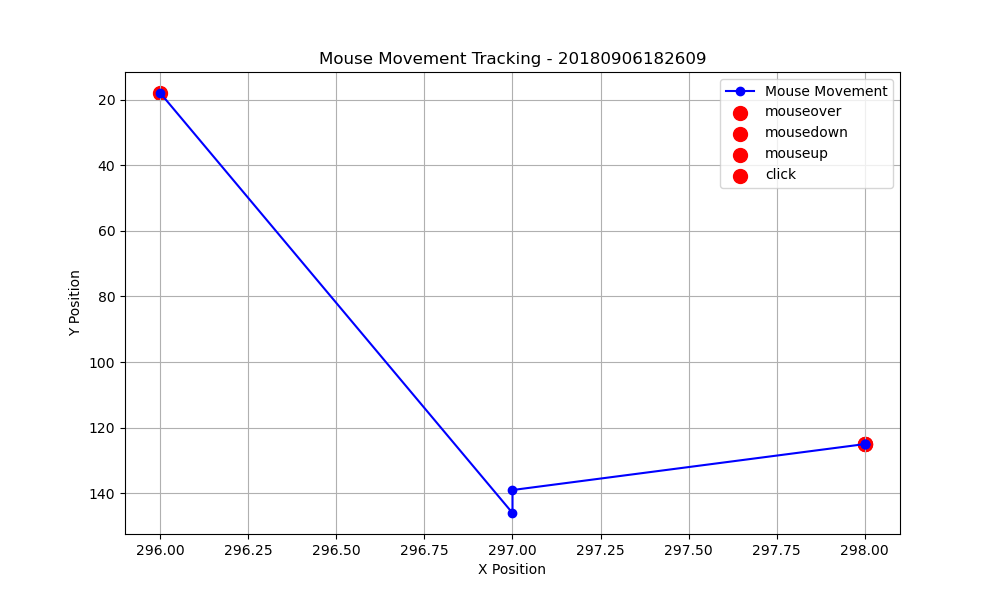 Mouse Movement Tracking - 20180906182609
Mouse Movement
mouseover
mousedown
mouseup
click
20
40
60
80
100
120
140
Y Position
296.00 296.25 296.50 296.75 297.00 297.25 297.50 297.75 298.00
X Position